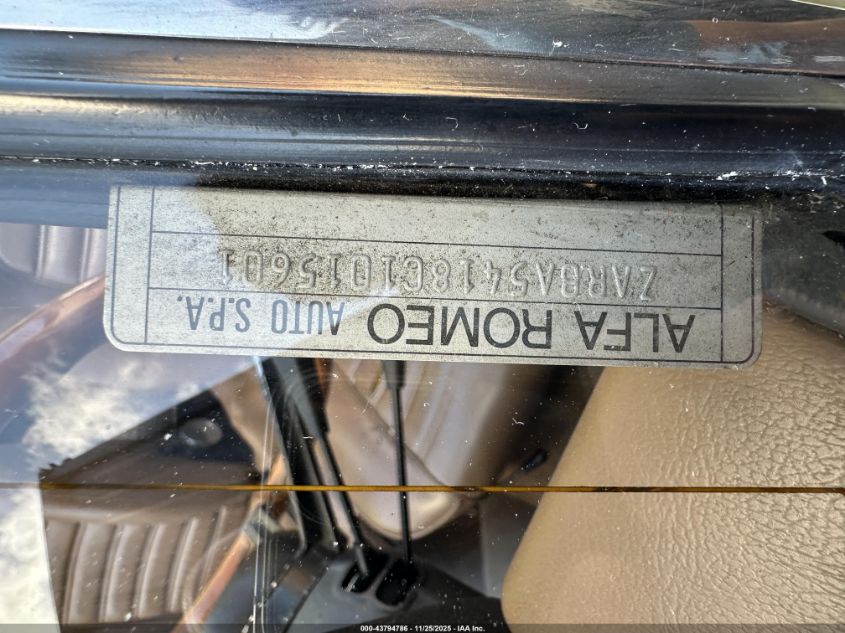 ALFA ROMEO AUTO S.P.A.
ZARBA5418C1015601
000-43794786 - 11/25/2025 - IAA Inc.